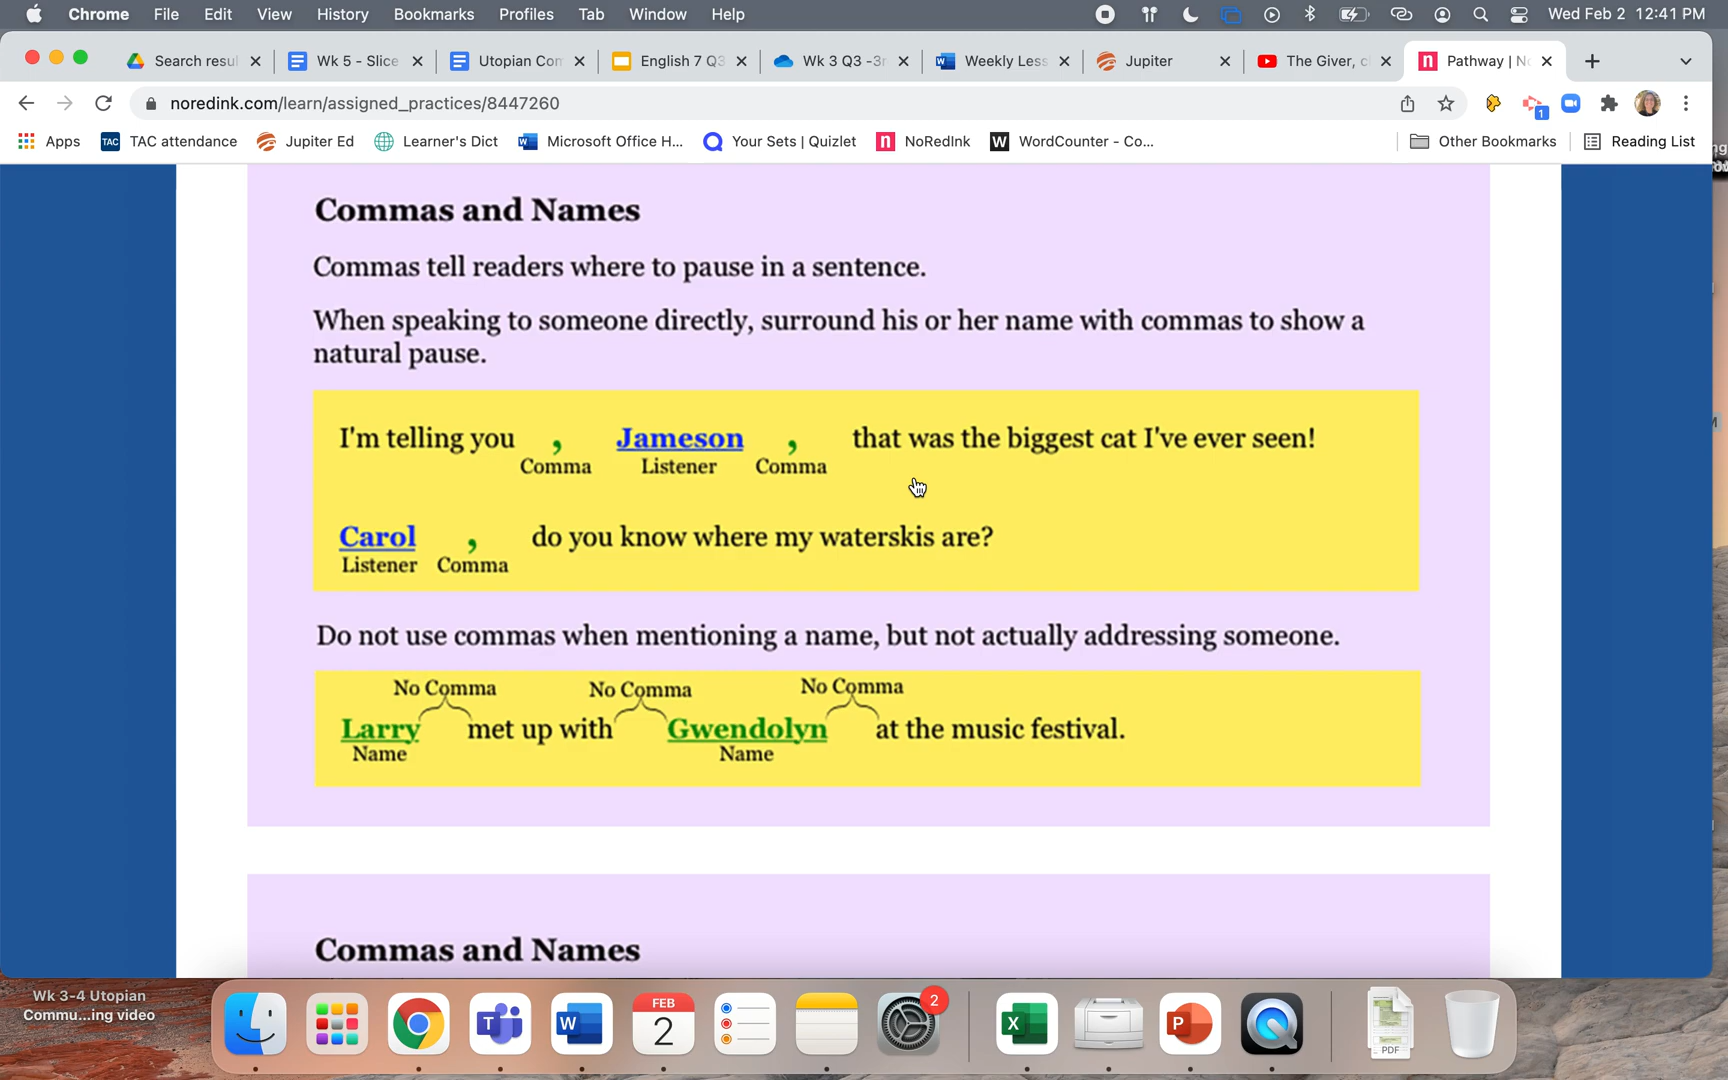 Chrome File Edit View History Bookmarks Profiles Tab Window Help Wed Feb 2 12:41 PM
Search resul Wk 5 - Slice Utopian Com English 7 Q3 Wk 3 Q3 -3r Weekly Less Jupiter The Giver, c Pathway | No
noredink.com/learn/assigned_practices/8447260 1
Apps TAC TAC attendance Jupiter Ed Learner's Dict Microsoft Office H... Your Sets | Quizlet n NoRedInk W WordCounter - Co... Other Bookmarks Reading List
Commas and Names
Commas tell readers where to pause in a sentence.
When speaking to someone directly, surround his or her name with commas to show a
natural pause.
I'm telling you , Jameson , that was the biggest cat I've ever seen!
Comma Listener Comma
Carol , do you know where my waterskis are?
Listener Comma
Do not use commas when mentioning a name, but not actually addressing someone.
No Comma No Comma No Comma
Larry met up with Gwendolyn at the music festival.
Name Name
Commas and Names
Wk 3-4 Utopian
Commu...ing video
FEB
2
2
T
W
X
P
PDF